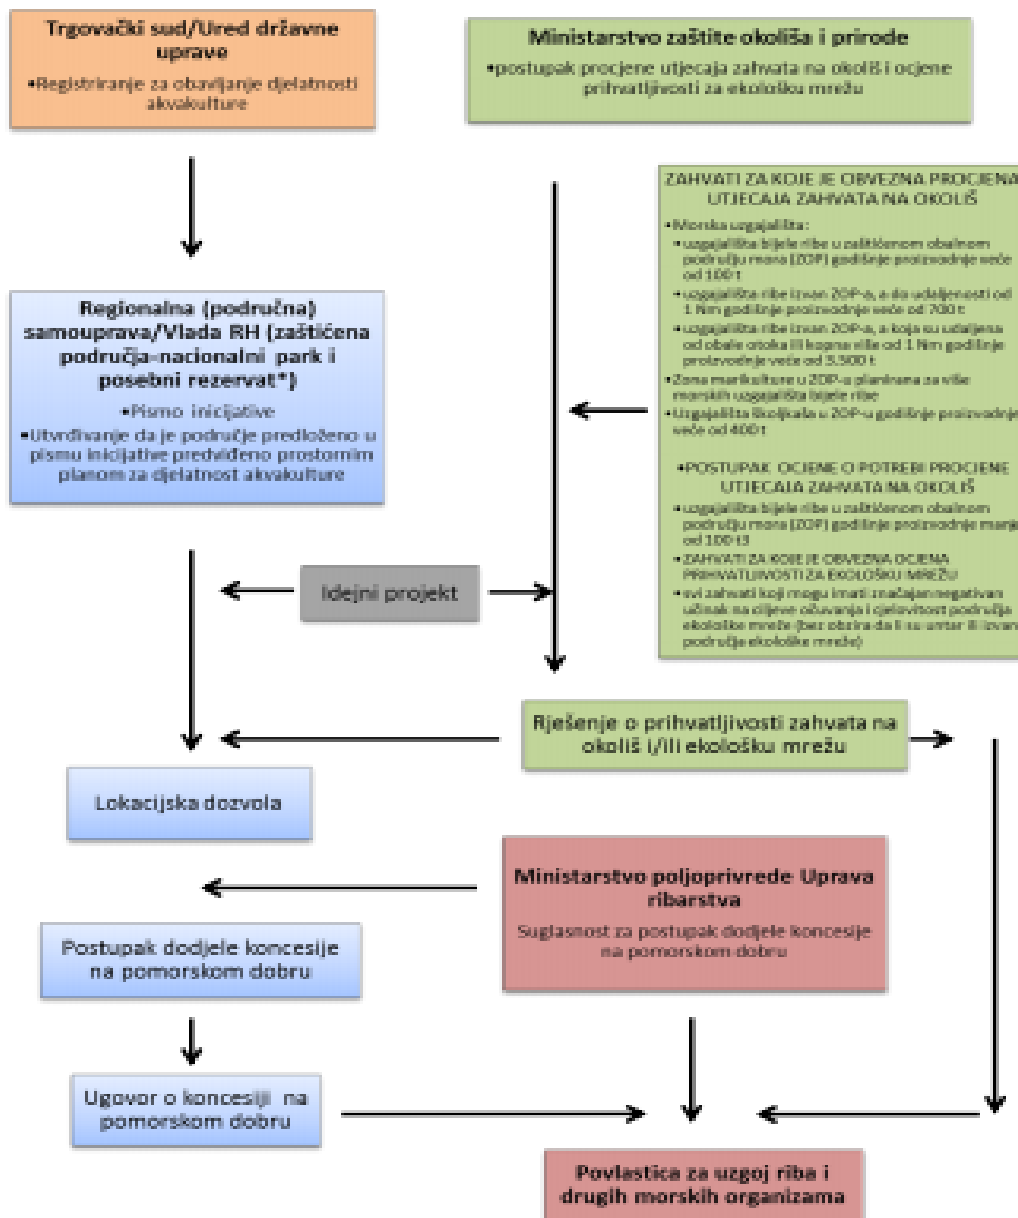 Trgovački sud/Ured državne
uprave
•Registriranje za obavljanje djelatnosti
akvakulture
Ministarstvo zaštite okoliša i prirode
•postupak procjene utjecaja zahvata na okoliš i ocjene
prihvatljivosti za ekološku mrežu
ZAHVATI ZA KOJE JE OBVEZNA PROCJENA
UTJECAJA ZAHVATA NA OKOLIŠ
•Morska uzgajališta:
•uzgajališta bijele ribe u zaštićenom obalnom
području mora (ZOP) godišnje proizvodnje veće
od 100 t
•uzgajališta ribe izvan ZOP-a, a do udaljenosti od
1 Nm godišnje proizvodnje veće od 700 t
•uzgajališta ribe izvan ZOP-a, a koja su udaljena
od obale otoka ili kopna više od 1 Nm godišnje
proizvodnje veće od 3.500 t
•Zona marikulture u ZOP-u planirana za više
morskih uzgajališta bijele ribe
•Uzgajališta školjkaša u ZOP-u godišnje proizvodnje
veće od 400 t
•POSTUPAK OCJENE O POTREBI PROCJENE
UTJECAJA ZAHVATA NA OKOLIŠ
•uzgajališta bijele ribe u zaštićenom obalnom
području mora (ZOP) godišnje proizvodnje manje
od 100 t3
•ZAHVATI ZA KOJE JE OBVEZNA OCJENA
PRIHVATLJIVOSTI ZA EKOLOŠKU MREŽU
•svi zahvati koji mogu imati značajan negativan
učinak na ciljeve očuvanja i cjelovitost područja
ekološke mreže (bez obzira da li su unutar ili izvan
područja ekološke mreže)
Regionalna (područna)
samouprava/Vlada RH (zaštićena
područja-nacionalni park i
posebni rezervat*)
•Pismo inicijative
•Utvrđivanje da je područje predloženo u
pismu inicijative predviđeno prostornim
planom za djelatnost akvakulture
Idejni projekt
Rješenje o prihvatljivosti zahvata na
okoliš i/ili ekološku mrežu
Lokacijska dozvola
Ministarstvo poljoprivrede Uprava
ribarstva
Suglasnost za postupak dodjele koncesije
na pomorskom dobru
Postupak dodjele koncesije
na pomorskom dobru
Ugovor o koncesiji na
pomorskom dobru
Povlastica za uzgoj riba i
drugih morskih organizama